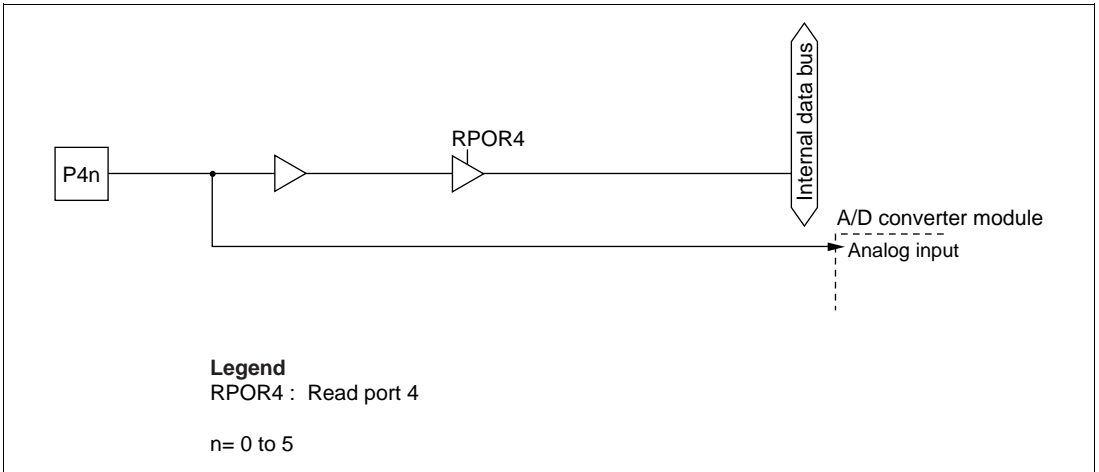 Internal data bus
RPOR4
P4n
A/D converter module
Analog input
Legend
RPOR4 : Read port 4
n= 0 to 5